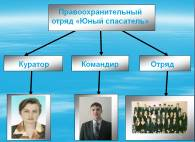 Правоохранительный
отряд «Юный спасатель»
Куратор Командир Отряд